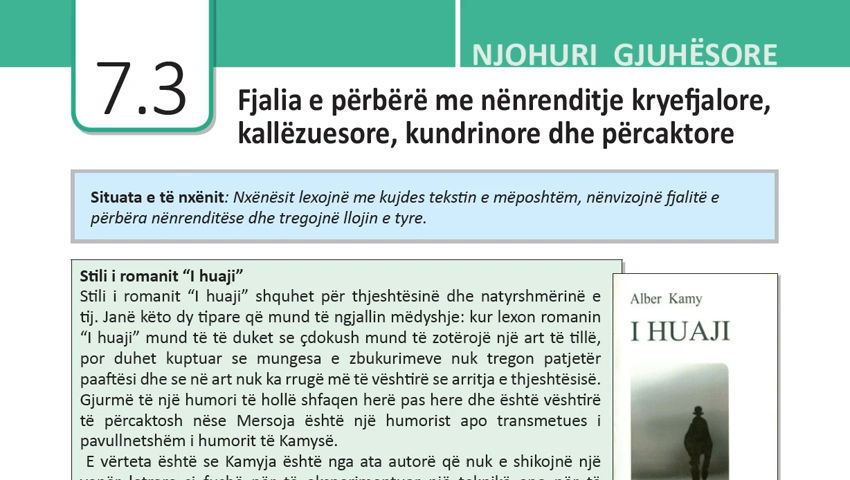 NJOHURI GJUHËSORE
7.3
Fjalia e përbërë me nënrenditje kryefjalore,
kallëzuesore, kundrinore dhe përcaktore
Situata e të nxënit: Nxënësit lexojnë me kujdes tekstin e mëposhtëm, nënvizojnë fjalitë e
përbëra nënrenditëse dhe tregojnë llojin e tyre.
Stili i romanit “I huaji”
Stili i romanit “I huaji” shquhet për thjeshtësinë dhe natyrshmërinë e
tij. Janë këto dy tipare që mund të ngjallin mëdyshje: kur lexon romanin
“I huaji” mund të të duket se çdokush mund të zotërojë një art të tillë,
por duhet kuptuar se mungesa e zbukurimeve nuk tregon patjetër
paaftësi dhe se në art nuk ka rrugë më të vështirë se arritja e thjeshtësisë.
Gjurmë të një humori të hollë shfaqen herë pas here dhe është vështirë
të përcaktosh nëse Mersoja është një humorist apo transmetues i
pavullnetshëm i humorit të Kamysë.
E vërteta është se Kamyja është nga ata autorë që nuk e shikojnë një
Alber Kamy
I HUAJI